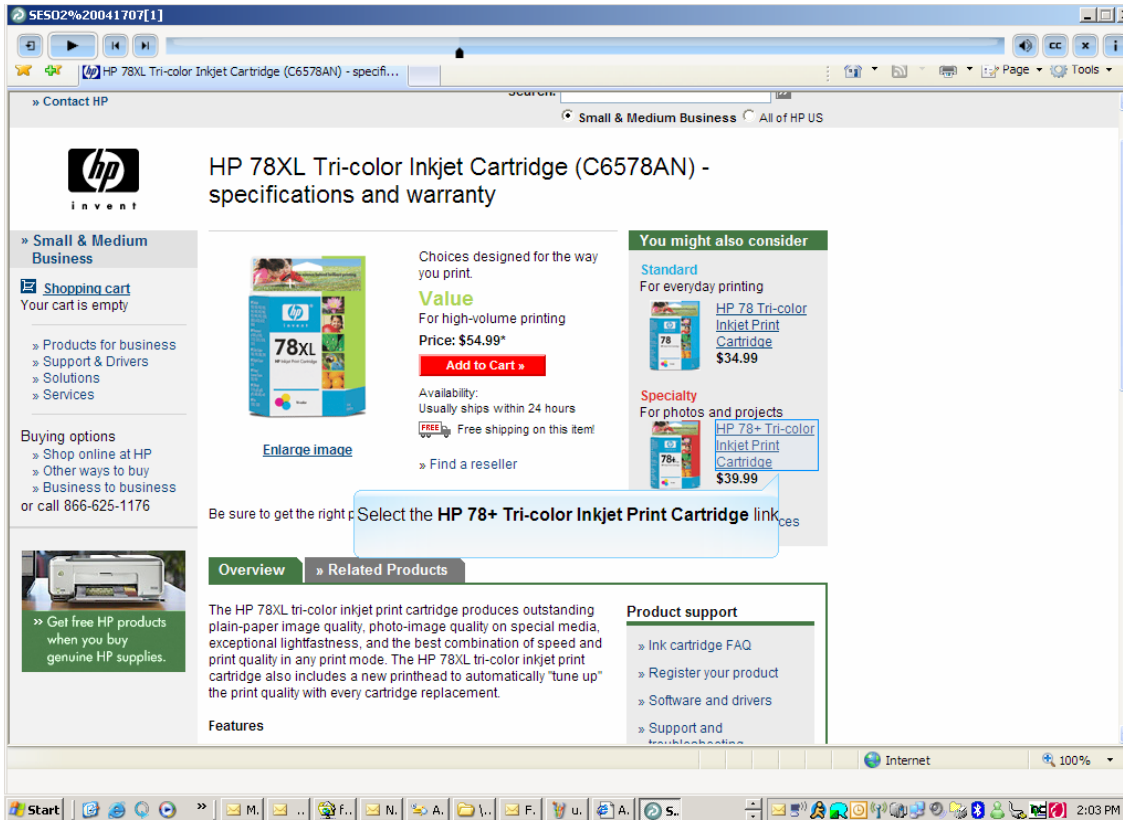 SESO2%20041707[1]
cc x i
HP 78XL Tri-color Inkjet Cartridge (C6578AN) - specifi...
Page Tools
» Contact HP
Search:
Small & Medium Business All of HP US
hp
invent
HP 78XL Tri-color Inkjet Cartridge (C6578AN) -
specifications and warranty
» Small & Medium
Business
Shopping cart
Your cart is empty
» Products for business
» Support & Drivers
» Solutions
» Services
Buying options
» Shop online at HP
» Other ways to buy
» Business to business
or call 866-625-1176
» Get free HP products
when you buy
genuine HP supplies.
hp
invent
78XL
Enlarge image
Choices designed for the way
you print.
Value
For high-volume printing
Price: $54.99*
Add to Cart »
Availability:
Usually ships within 24 hours
FREE Free shipping on this item!
» Find a reseller
You might also consider
Standard
For everyday printing
78
HP 78 Tri-color
Inkjet Print
Cartridge
$34.99
Specialty
For photos and projects
78+
HP 78+ Tri-color
Inkjet Print
Cartridge
$39.99
Be sure to get the right p
Select the HP 78+ Tri-color Inkjet Print Cartridge link
ces
Overview » Related Products
The HP 78XL tri-color inkjet print cartridge produces outstanding
plain-paper image quality, photo-image quality on special media,
exceptional lightfastness, and the best combination of speed and
print quality in any print mode. The HP 78XL tri-color inkjet print
cartridge also includes a new printhead to automatically "tune up"
the print quality with every cartridge replacement.
Features
Product support
» Ink cartridge FAQ
» Register your product
» Software and drivers
» Support and
troubleshooting
Internet 100%
Start » M. .. f.. N. A. \.. F. u. A. S.. 2:03 PM